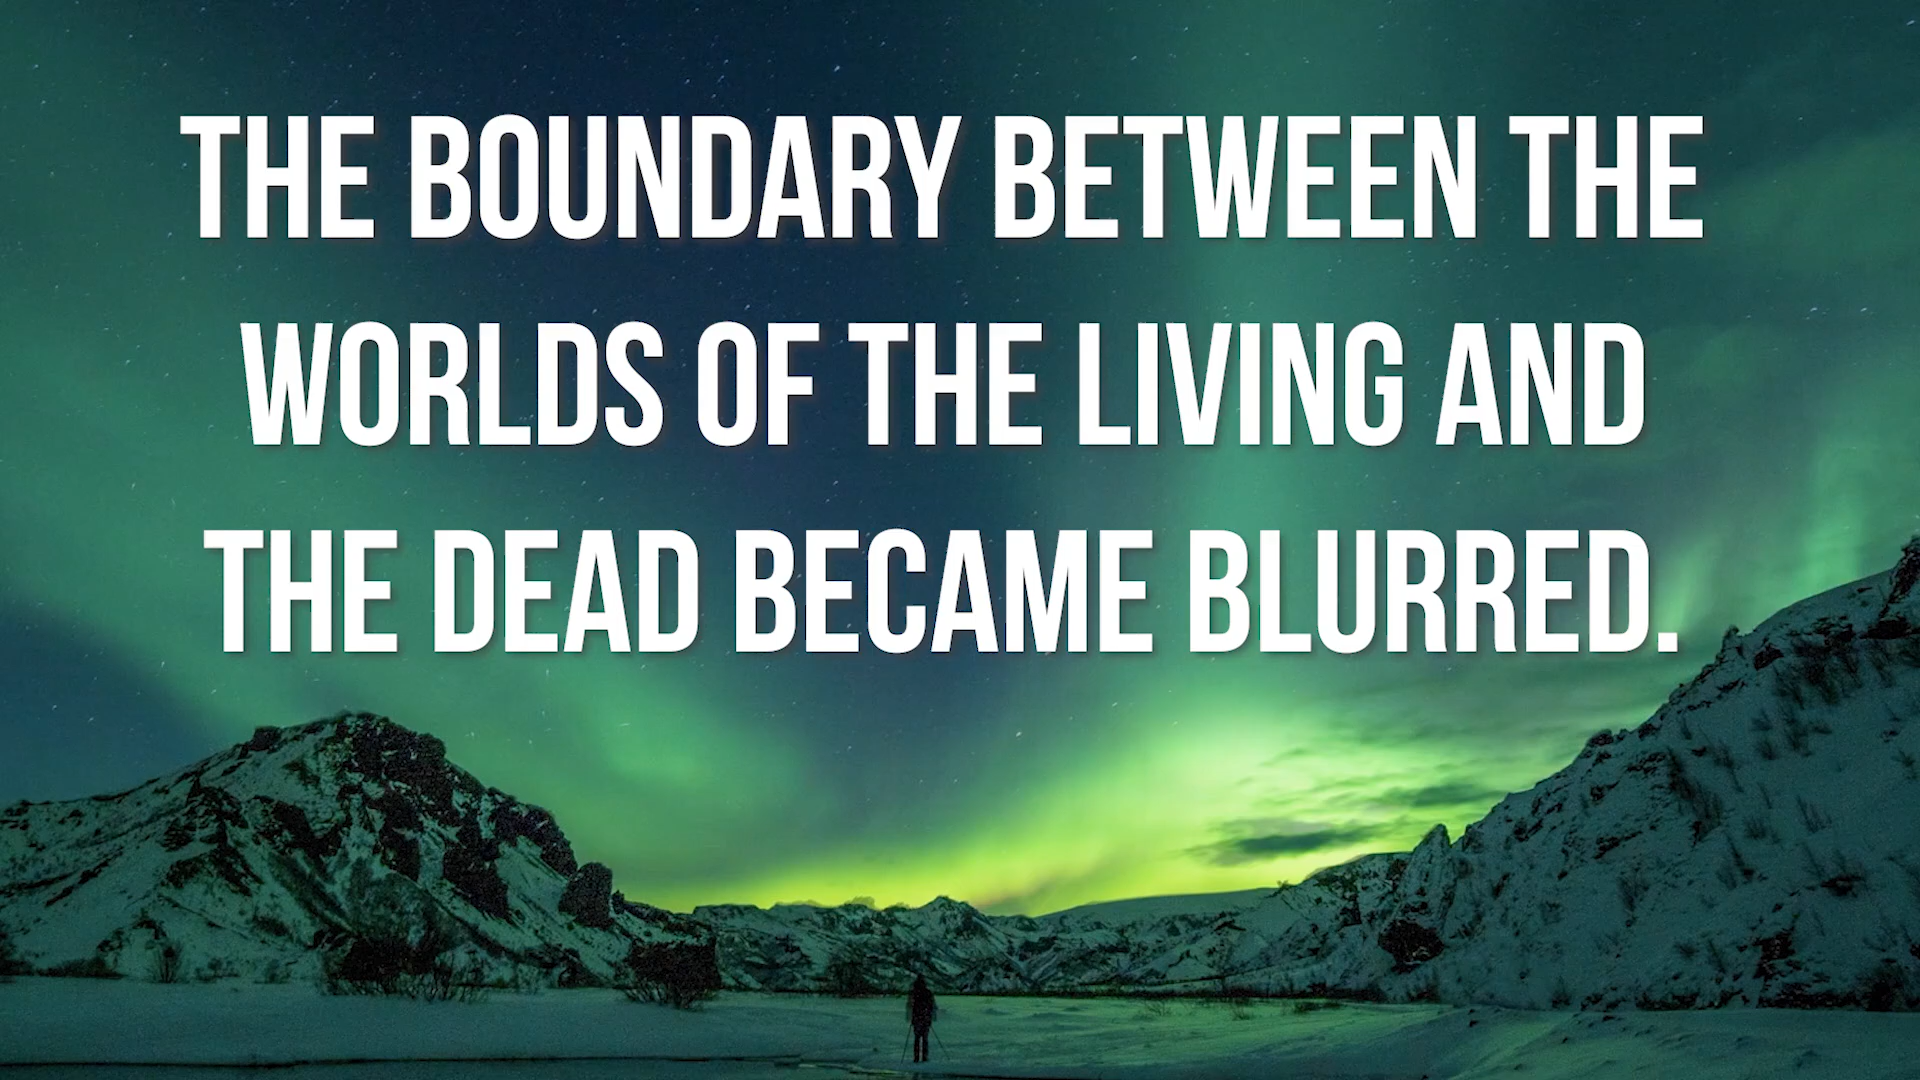 THE BOUNDARY BETWEEN THE
WORLDS OF THE LIVING AND
THE DEAD BECAME BLURRED.